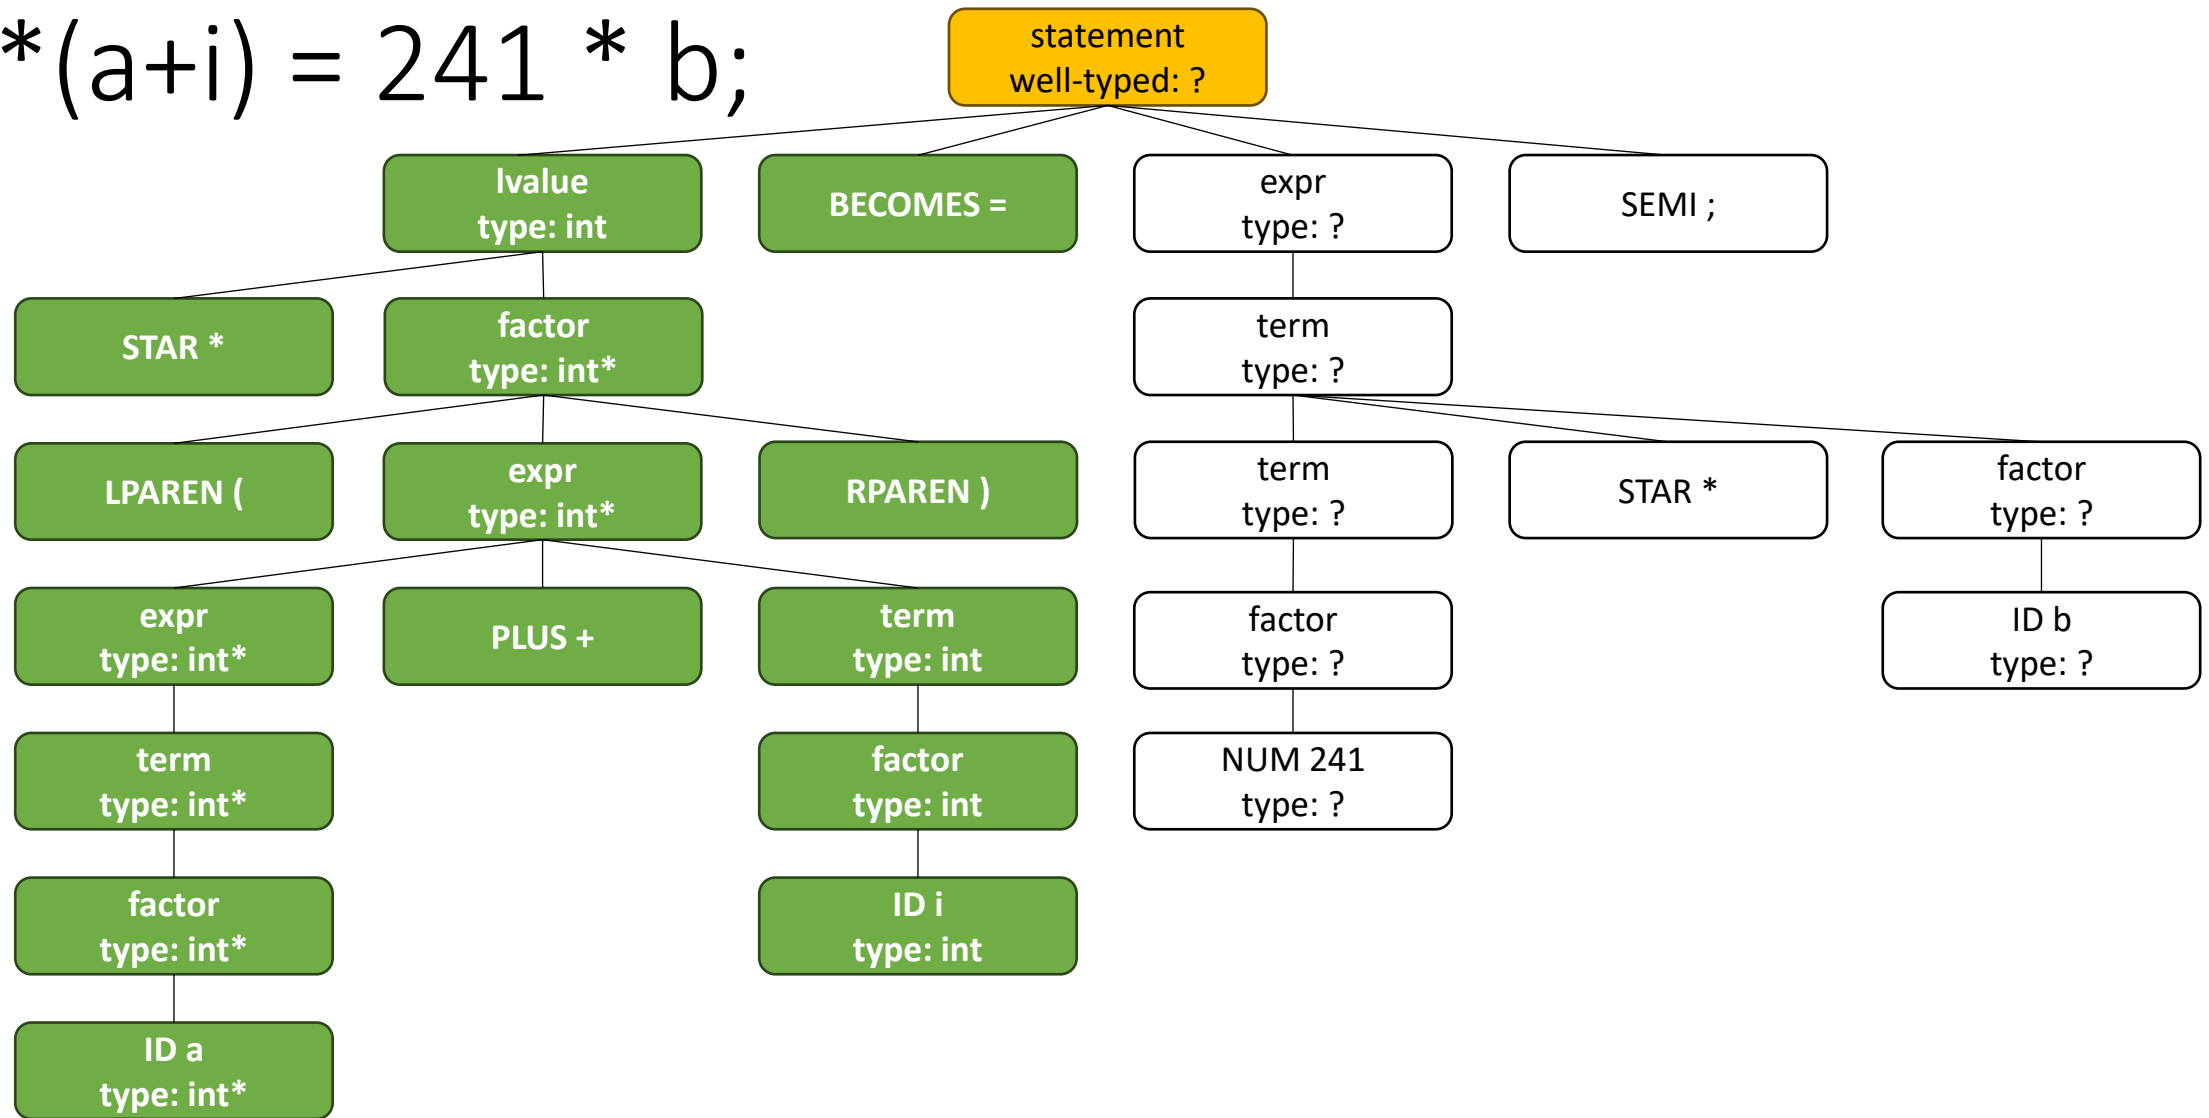 *(a+i) = 241 * b;
statement
well-typed: ?
lvalue
type: int
BECOMES =
expr
type: ?
SEMI ;
STAR *
factor
type: int*
term
type: ?
LPAREN (
expr
type: int*
RPAREN )
term
type: ?
STAR *
factor
type: ?
expr
type: int*
PLUS +
term
type: int
factor
type: ?
ID b
type: ?
term
type: int*
factor
type: int
NUM 241
type: ?
factor
type: int*
ID i
type: int
ID a
type: int*